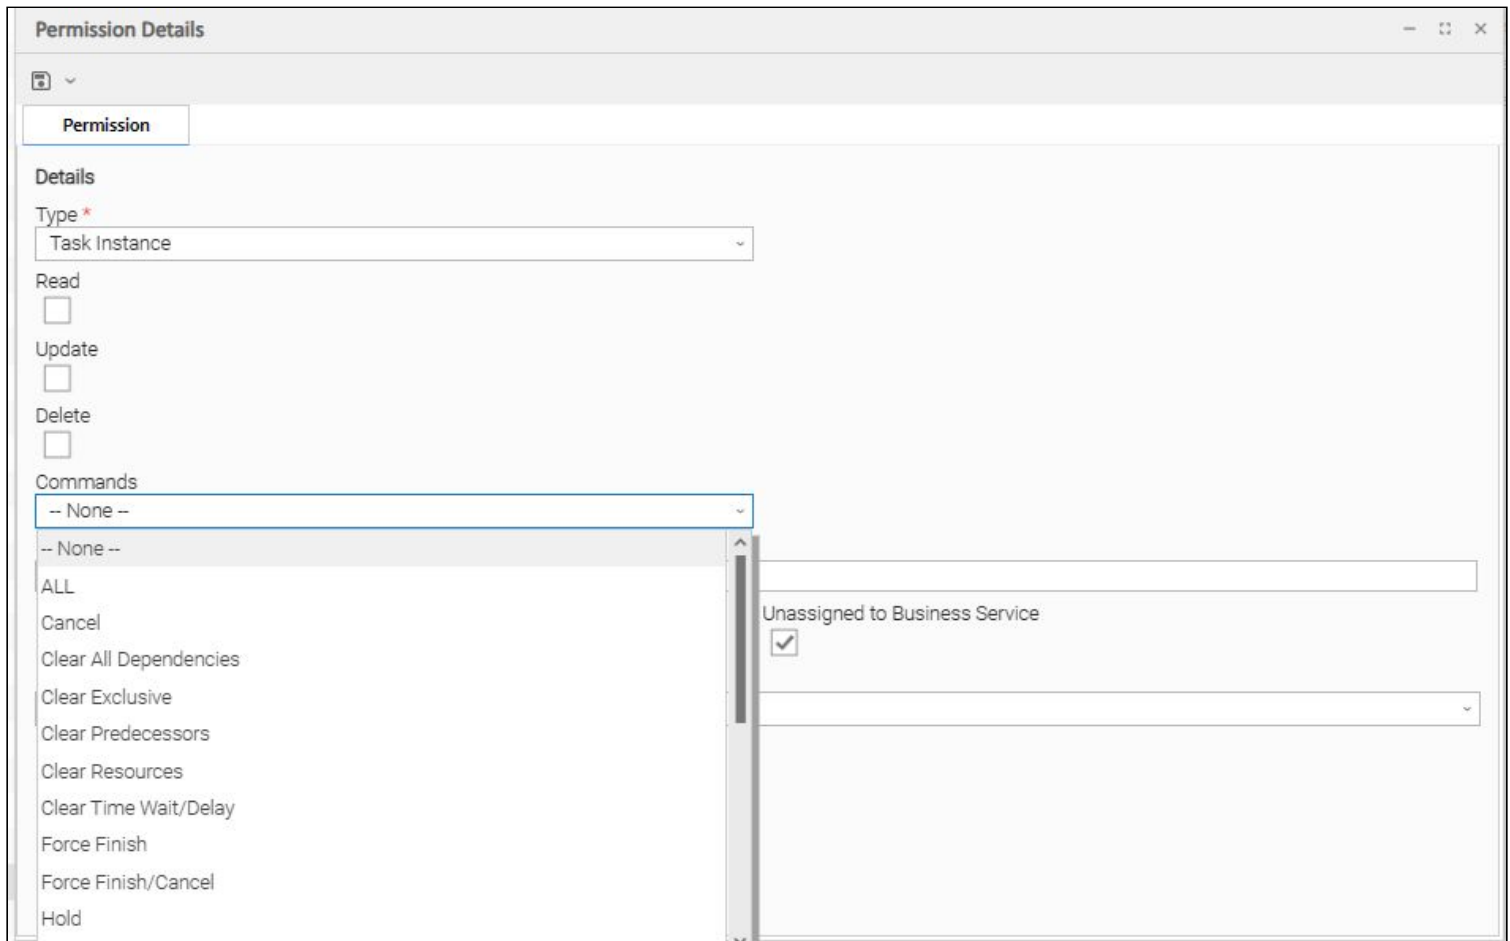 Permission Details
Permission
Details
Type *
Task Instance
Read
Update
Delete
Commands
-- None --
-- None --
ALL
Cancel
Unassigned to Business Service
Clear All Dependencies
Clear Exclusive
Clear Predecessors
Clear Resources
Clear Time Wait/Delay
Force Finish
Force Finish/Cancel
Hold